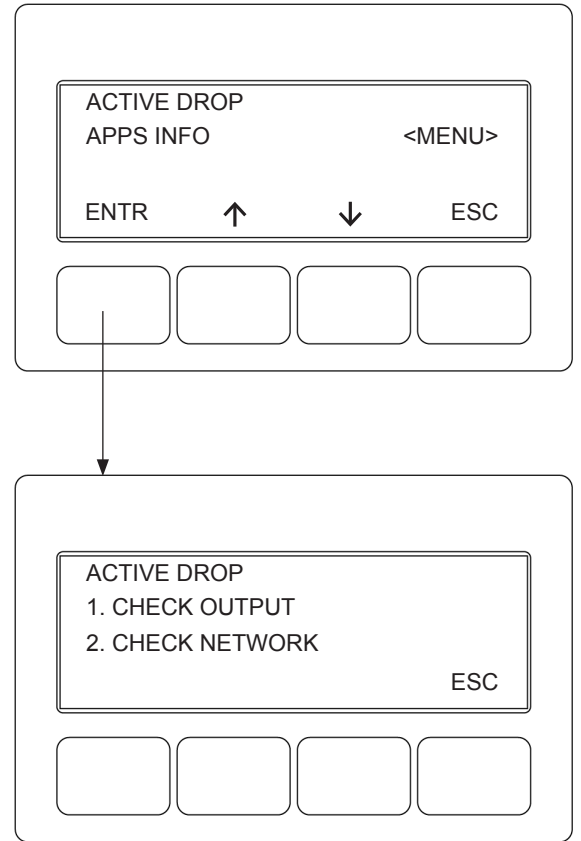 ACTIVE DROP
APPS INFO <MENU>
ENTR ↑ ↓ ESC
ACTIVE DROP
1. CHECK OUTPUT
2. CHECK NETWORK
ESC